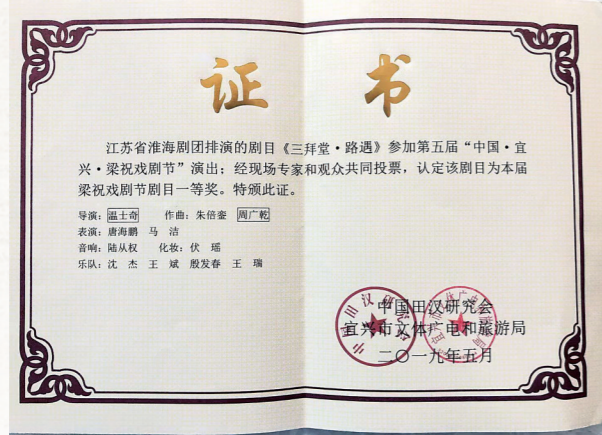 证 书
江苏省淮海剧团排演的剧目《三拜堂·路遇》参加第五届“中国·宜
兴·梁祝戏剧节”演出；经现场专家和观众共同投票，认定该剧目为本届
梁祝戏剧节剧目一等奖。特颁此证。
导演：温士奇 作曲：朱倍銮 周广乾
表演：唐海鹏 马 洁
音响：陆从权 化妆：伏 瑶
乐队：沈 杰 王 斌 殷发春 王 瑞
中国田汉研究会
宜兴市文体广电和旅游局
二〇一九年五月